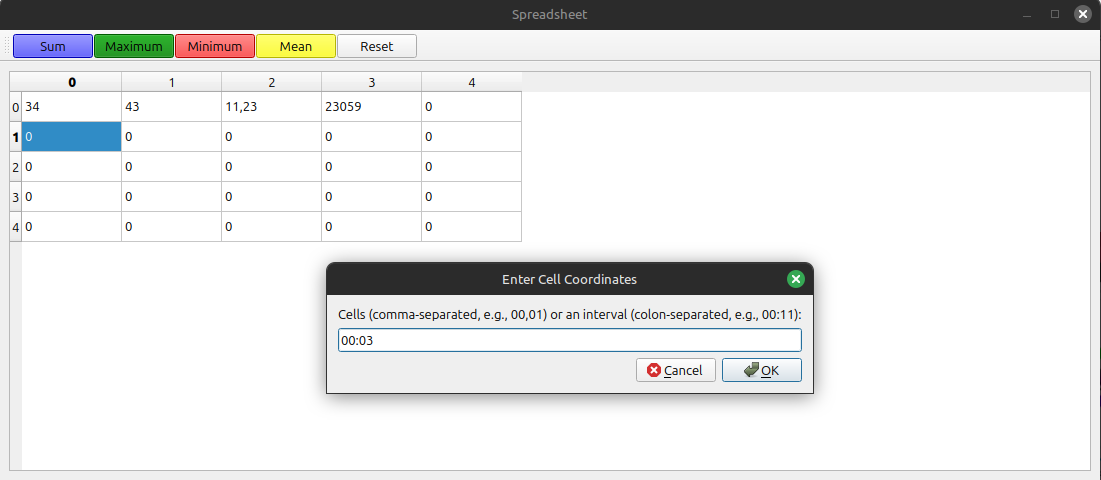 Spreadsheet
Sum Maximum Minimum Mean Reset
0 1 2 3 4
0 34 43 11,23 23059 0
1 0 0 0 0 0
2 0 0 0 0 0
3 0 0 0 0 0
4 0 0 0 0 0
Enter Cell Coordinates
Cells (comma-separated, e.g., 00,01) or an interval (colon-separated, e.g., 00:11):
00:03
Cancel OK